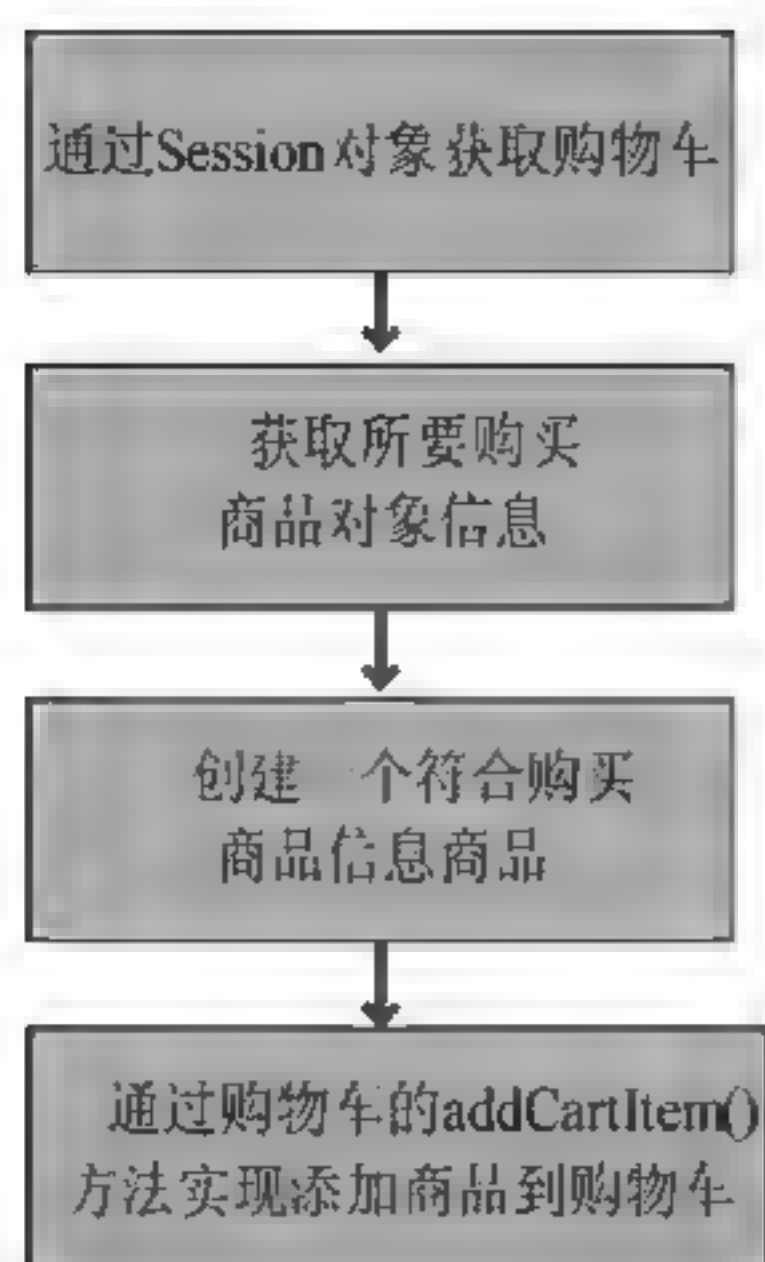 通过Session对象获取购物车
获取所要购买
商品对象信息
创建一个符合购买
商品信息商品
通过购物车的addCartItem()
方法实现添加商品到购物车